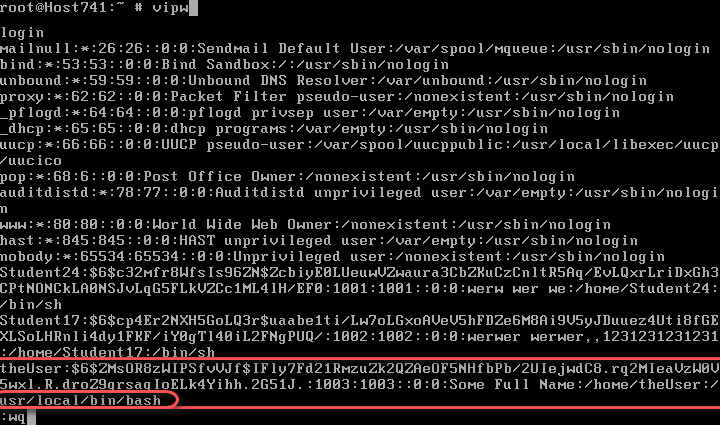 root@Host741:~ # vipw
login
mailnull:*:26:26::0:0:Sendmail Default User:/var/spool/mqueue:/usr/sbin/nologin
bind:*:53:53::0:0:Bind Sandbox:/:/usr/sbin/nologin
unbound:*:59:59::0:0:Unbound DNS Resolver:/var/unbound:/usr/sbin/nologin
proxy:*:62:62::0:0:Packet Filter pseudo-user:/nonexistent:/usr/sbin/nologin
_pflogd:*:64:64::0:0:pflogd privsep user:/var/empty:/usr/sbin/nologin
_dhcp:*:65:65::0:0:dhcp programs:/var/empty:/usr/sbin/nologin
uucp:*:66:66::0:0:UUCP pseudo-user:/var/spool/uucppublic:/usr/local/libexec/uucp
/uucico
pop:*:68:6::0:0:Post Office Owner:/nonexistent:/usr/sbin/nologin
auditdistd:*:78:77::0:0:Auditdistd unprivileged user:/var/empty:/usr/sbin/nologi
n
www:*:80:80::0:0:World Wide Web Owner:/nonexistent:/usr/sbin/nologin
hast:*:845:845::0:0:HAST unprivileged user:/var/empty:/usr/sbin/nologin
nobody:*:65534:65534::0:0:Unprivileged user:/nonexistent:/usr/sbin/nologin
Student24:$6$c32mfr8WfsIs96ZN$ZcbiyE0LUeuwVZwaura3CbZKuCzCnltR5Aq/EvLQxrLriDxGh3
CPtNONCkLA0NSJvLqG5FLkVZCc1ML4lH/EF0:1001:1001::0:0:werw wer we:/home/Student24:
/bin/sh
Student17:$6$cp4Er2NXH5GoLQ3r$uaabe1ti/Lw7oLGxoAVeV5hFDZe6M8Ai9V5yJDuuez4Uti8fGE
XLSoLHRnli4dy1FKF/iY0gTl40iL2FNgPUQ/:1002:1002::0:0:werwer werwer,,1231231231231
:/home/Student17:/bin/sh
theUser:$6$ZMsOR8zWIPSfvVJf$IFly7Fd21RmzuZk2QZAeOF5NHfbPb/2UIejwdC8.rq2MIeaVzW0V
5wxl.R.droZ9grsaqIoELk4Yihh.2G51J.:1003:1003::0:0:Some Full Name:/home/theUser:/
usr/local/bin/bash
:wq